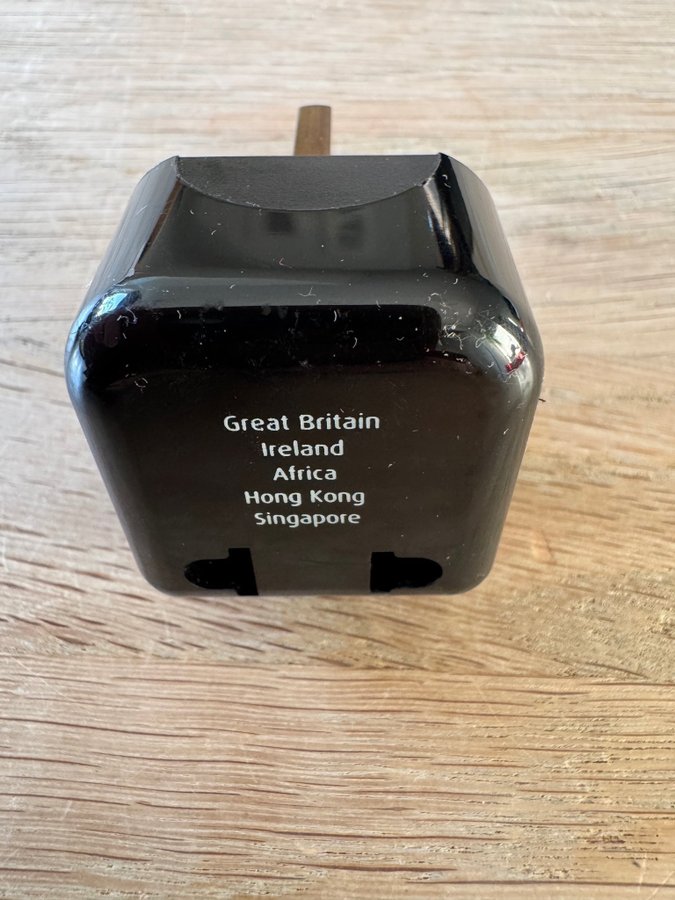 Great Britain
Ireland
Africa
Hong Kong
Singapore